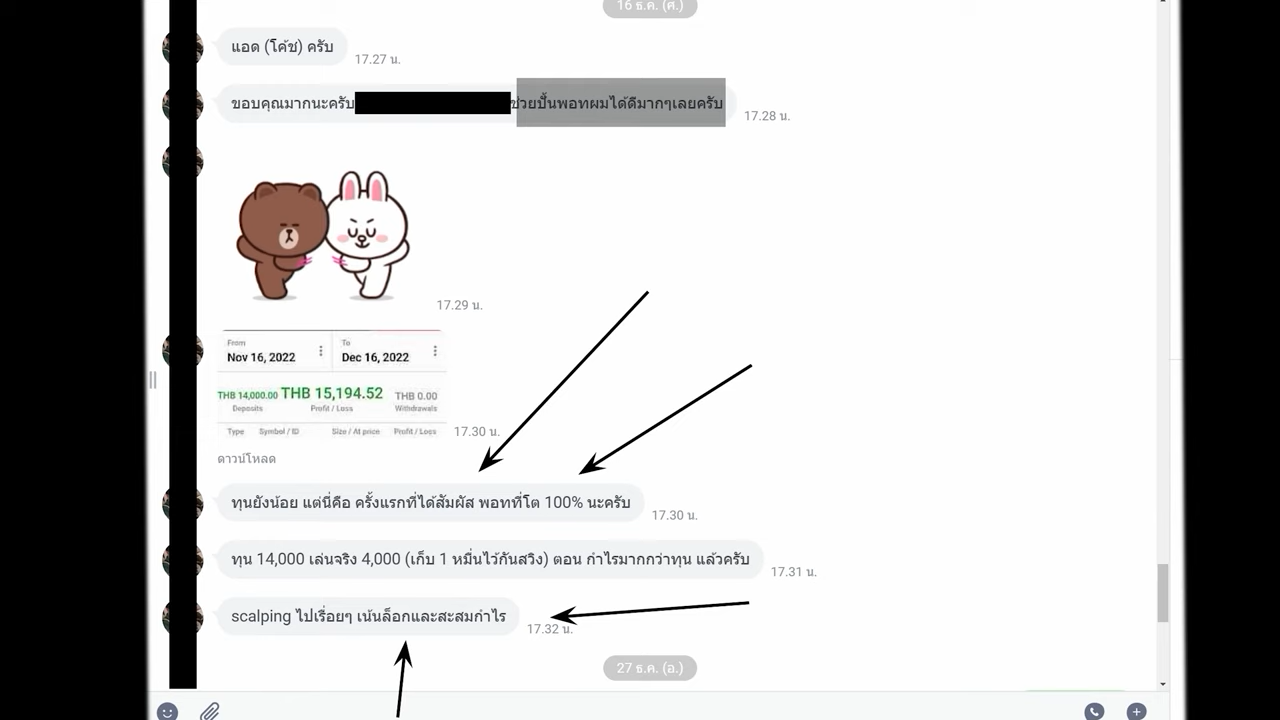 16 ธ.ค. (ศ.)
แอด (โค้ช) ครับ
17.27 น.
ขอบคุณมากนะครับ ช่วยปั้นพอทผมได้ดีมากๆเลยครับ
17.28 น.
17.29 น.
From To
Nov 16, 2022 Dec 16, 2022
THB 14,000.00 THB 15,194.52 THB 0.00
Deposits Profit / Loss Withdrawals
Type Symbol / ID Size / At price Profit / Loss
17.30 น.
ดาวน์โหลด
ทุนยังน้อย แต่นี่คือ ครั้งแรกที่ได้สัมผัส พอทที่โต 100% นะครับ
17.30 น.
ทุน 14,000 เล่นจริง 4,000 (เก็บ 1 หมื่นไว้กันสวิง) ตอน กำไรมากกว่าทุน แล้วครับ
17.31 น.
scalping ไปเรื่อยๆ เน้นล็อกและสะสมกำไร
17.32 น.
27 ธ.ค. (อ.)